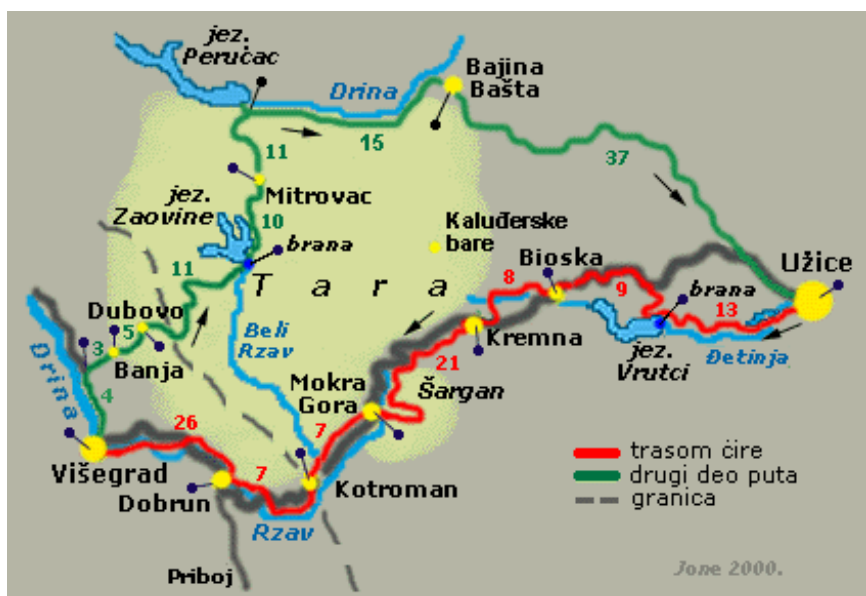 jez.
Perućac
Drina
Bajina
Bašta
15
11
37
Mitrovac
jez.
Zaovine
10
brana
Kaluđerske
bare
Bioska
Užice
11
T a r a
8
9
brana
13
Dubovo
5
3
Banja
Beli
Rzav
Kremna
jez.
Vrutci
Đetinja
21
Drina
4
Mokra
Gora
Šargan
26
7
Višegrad
Dobrun
7
Kotroman
Rzav
Priboj
trasom ćire
drugi deo puta
granica
Jone 2000.